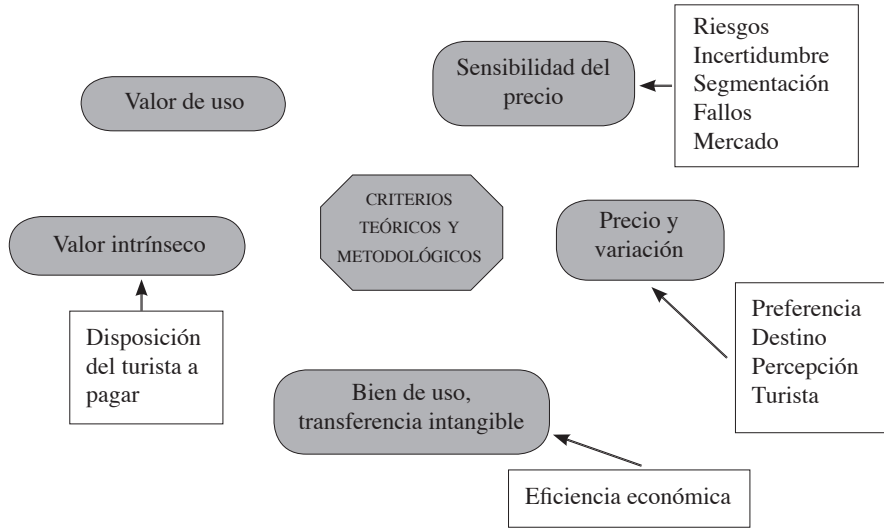 Valor de uso
Sensibilidad del
precio
Riesgos
Incertidumbre
Segmentación
Fallos
Mercado
CRITERIOS
TEÓRICOS Y
METODOLÓGICOS
Valor intrínseco
Precio y
variación
Disposición
del turista a
pagar
Preferencia
Destino
Percepción
Turista
Bien de uso,
transferencia intangible
Eficiencia económica